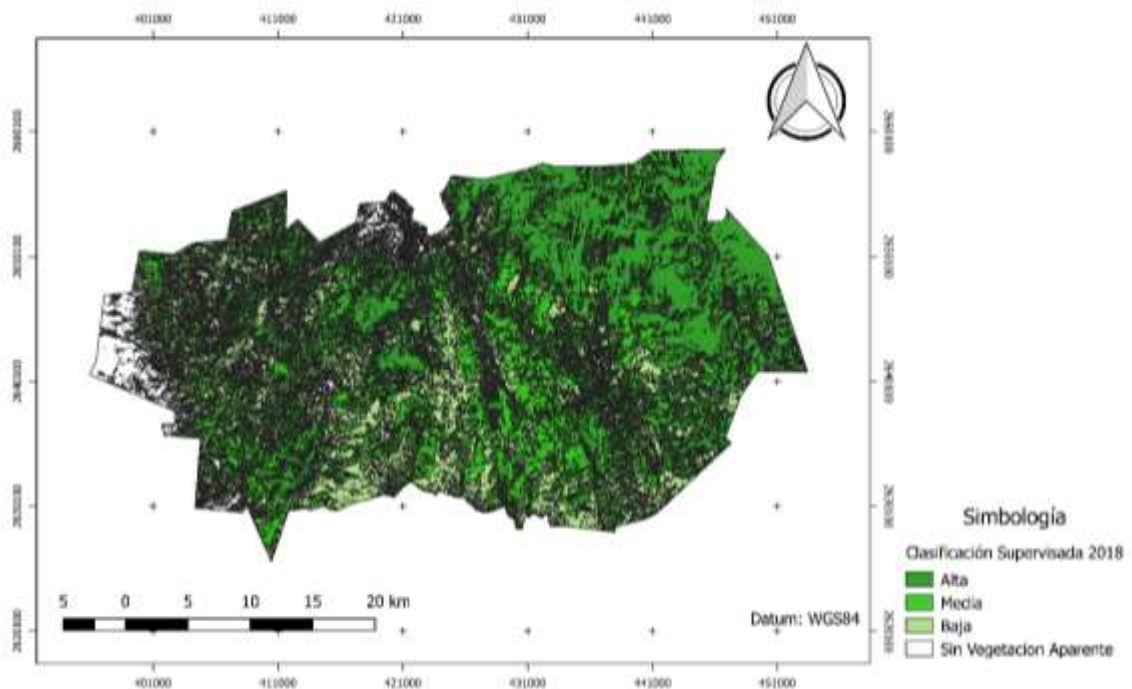 401000 411000 421000 431000 441000 451000
Simbología
Clasificación Supervisada 2018
Alta
Media
Baja
Sin Vegetacion Aparente
5 0 5 10 15 20 km
Datum: WGS84
401000 411000 421000 431000 441000 451000